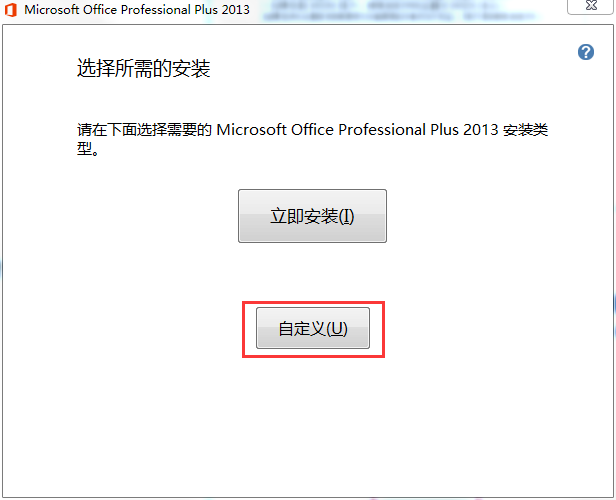 Microsoft Office Professional Plus 2013
选择所需的安装
请在下面选择需要的 Microsoft Office Professional Plus 2013 安装类
型。
立即安装(I)
自定义(U)